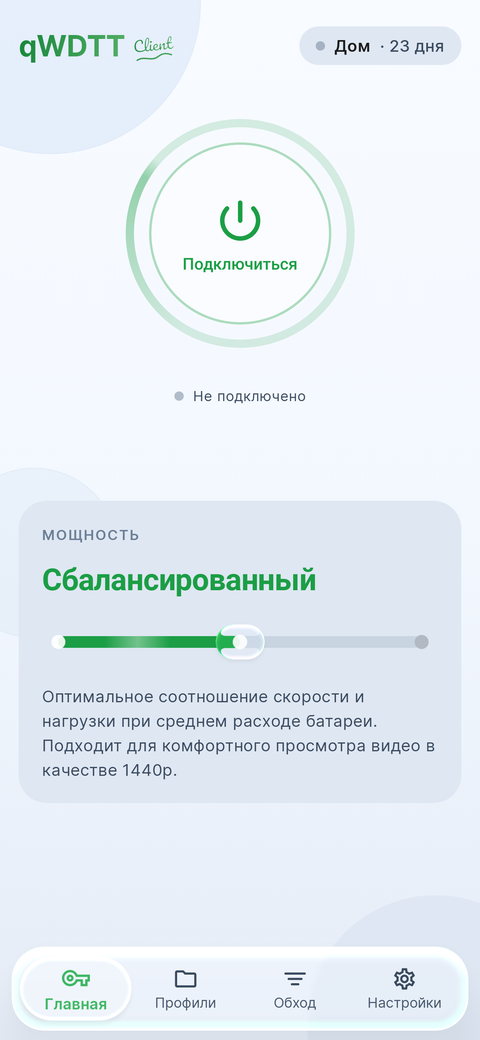 qWDTT Client
Дом · 23 дня
Подключиться
Не подключено
МОЩНОСТЬ
Сбалансированный
Оптимальное соотношение скорости и
нагрузки при среднем расходе батареи.
Подходит для комфортного просмотра видео в
качестве 1440p.
Главная
Профили
Обход
Настройки